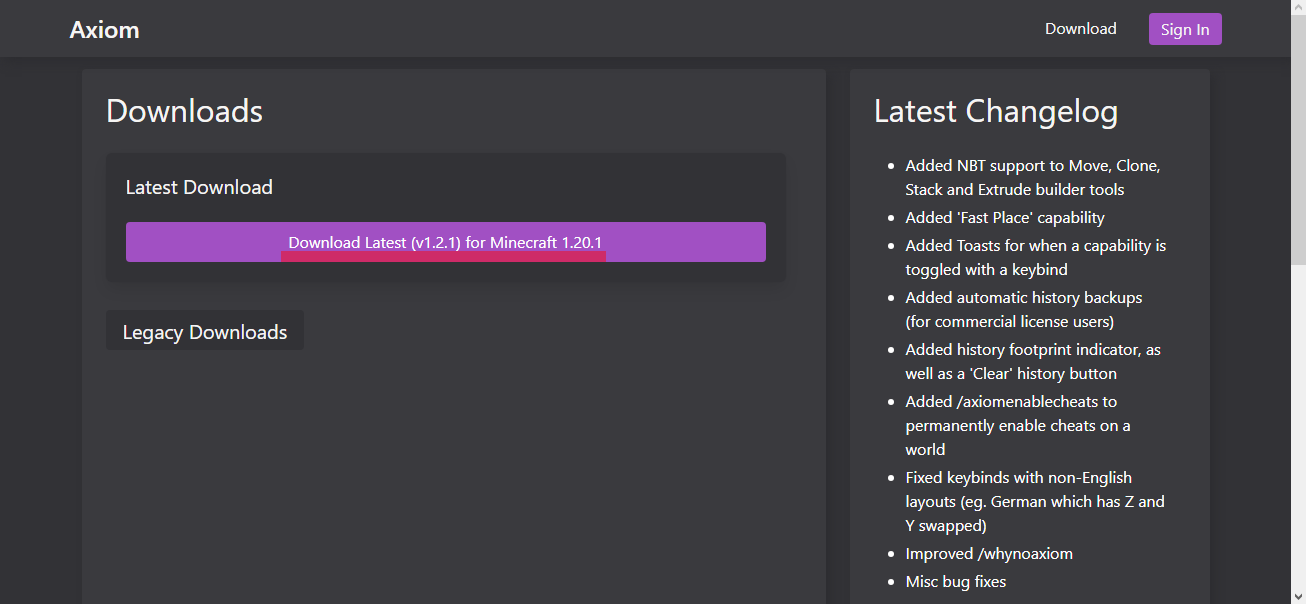 Axiom
Download
Sign In
Downloads
Latest Download
Download Latest (v1.2.1) for Minecraft 1.20.1
Legacy Downloads
Latest Changelog
• Added NBT support to Move, Clone,
Stack and Extrude builder tools
• Added 'Fast Place' capability
• Added Toasts for when a capability is
toggled with a keybind
• Added automatic history backups
(for commercial license users)
• Added history footprint indicator, as
well as a 'Clear' history button
• Added /axiomenablecheats to
permanently enable cheats on a
world
• Fixed keybinds with non-English
layouts (eg. German which has Z and
Y swapped)
• Improved /whynoaxiom
• Misc bug fixes